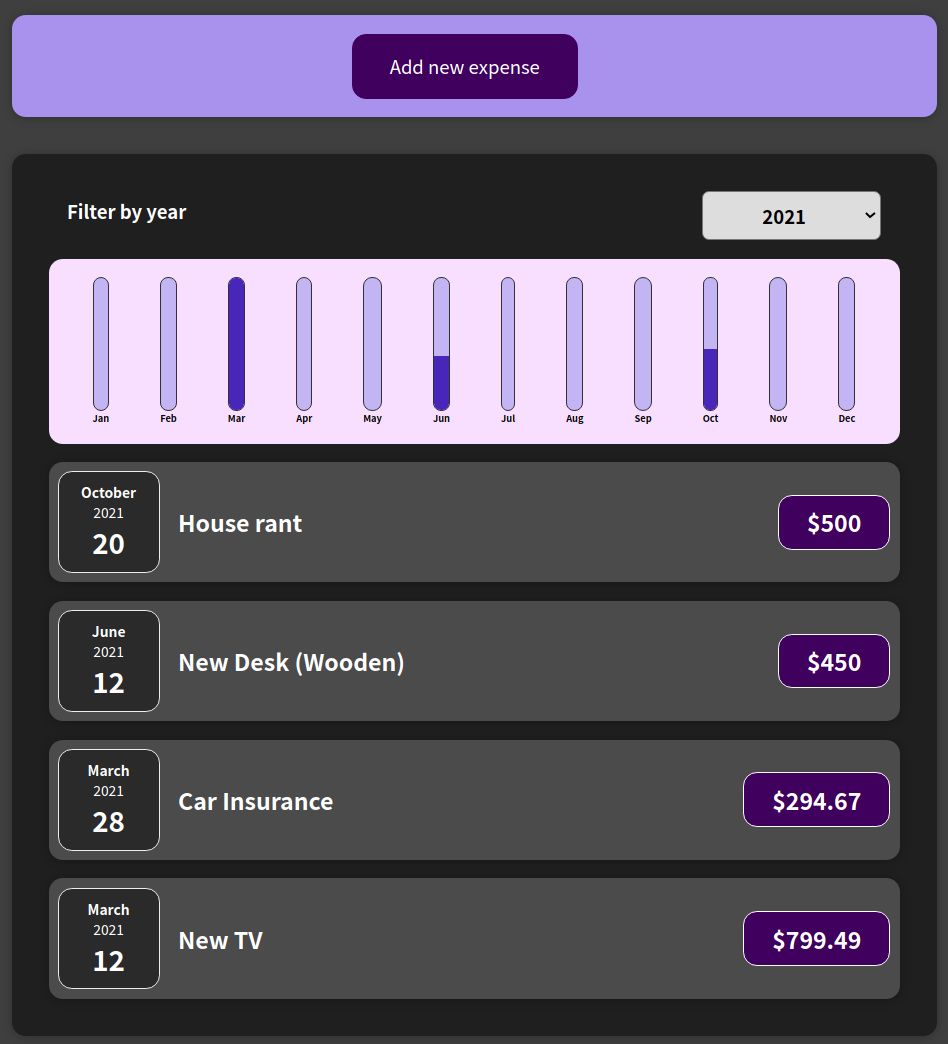 Add new expense
Filter by year
2021
Jan Feb Mar Apr May Jun Jul Aug Sep Oct Nov Dec
October
2021
20
House rant
$500
June
2021
12
New Desk (Wooden)
$450
March
2021
28
Car Insurance
$294.67
March
2021
12
New TV
$799.49